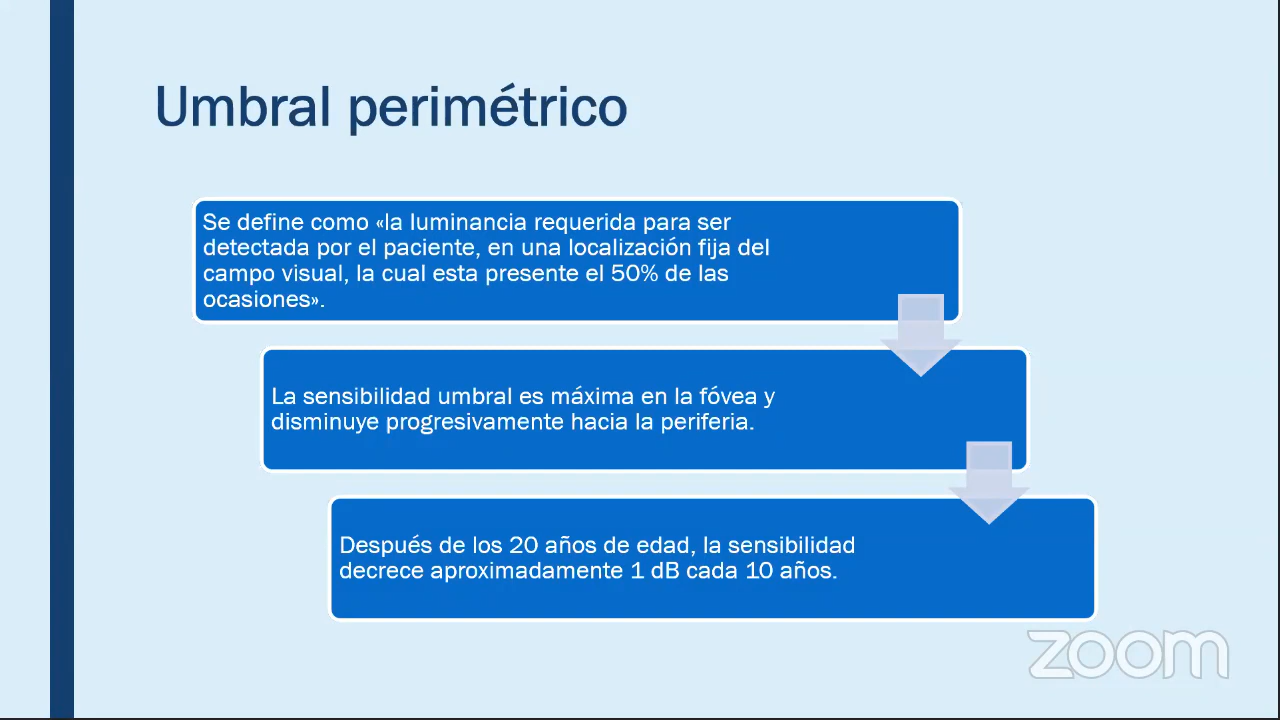 Umbral perimétrico
Se define como «la luminancia requerida para ser
detectada por el paciente, en una localización fija del
campo visual, la cual esta presente el 50% de las
ocasiones».
La sensibilidad umbral es máxima en la fóvea y
disminuye progresivamente hacia la periferia.
Después de los 20 años de edad, la sensibilidad
decrece aproximadamente 1 dB cada 10 años.
zoom